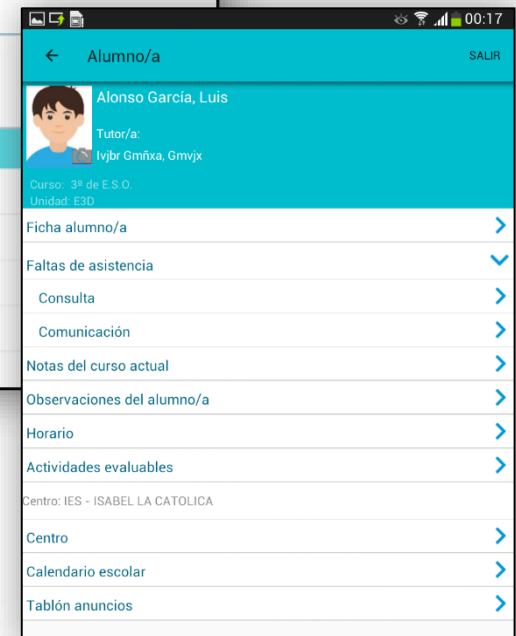 00:17
Alumno/a
SALIR
Alonso García, Luis
Tutor/a:
Ivjbr Gmñxa, Gmvjx
Curso: 3º de E.S.O.
Unidad: E3D
Ficha alumno/a
Faltas de asistencia
Consulta
Comunicación
Notas del curso actual
Observaciones del alumno/a
Horario
Actividades evaluables
Centro: IES - ISABEL LA CATOLICA
Centro
Calendario escolar
Tablón anuncios